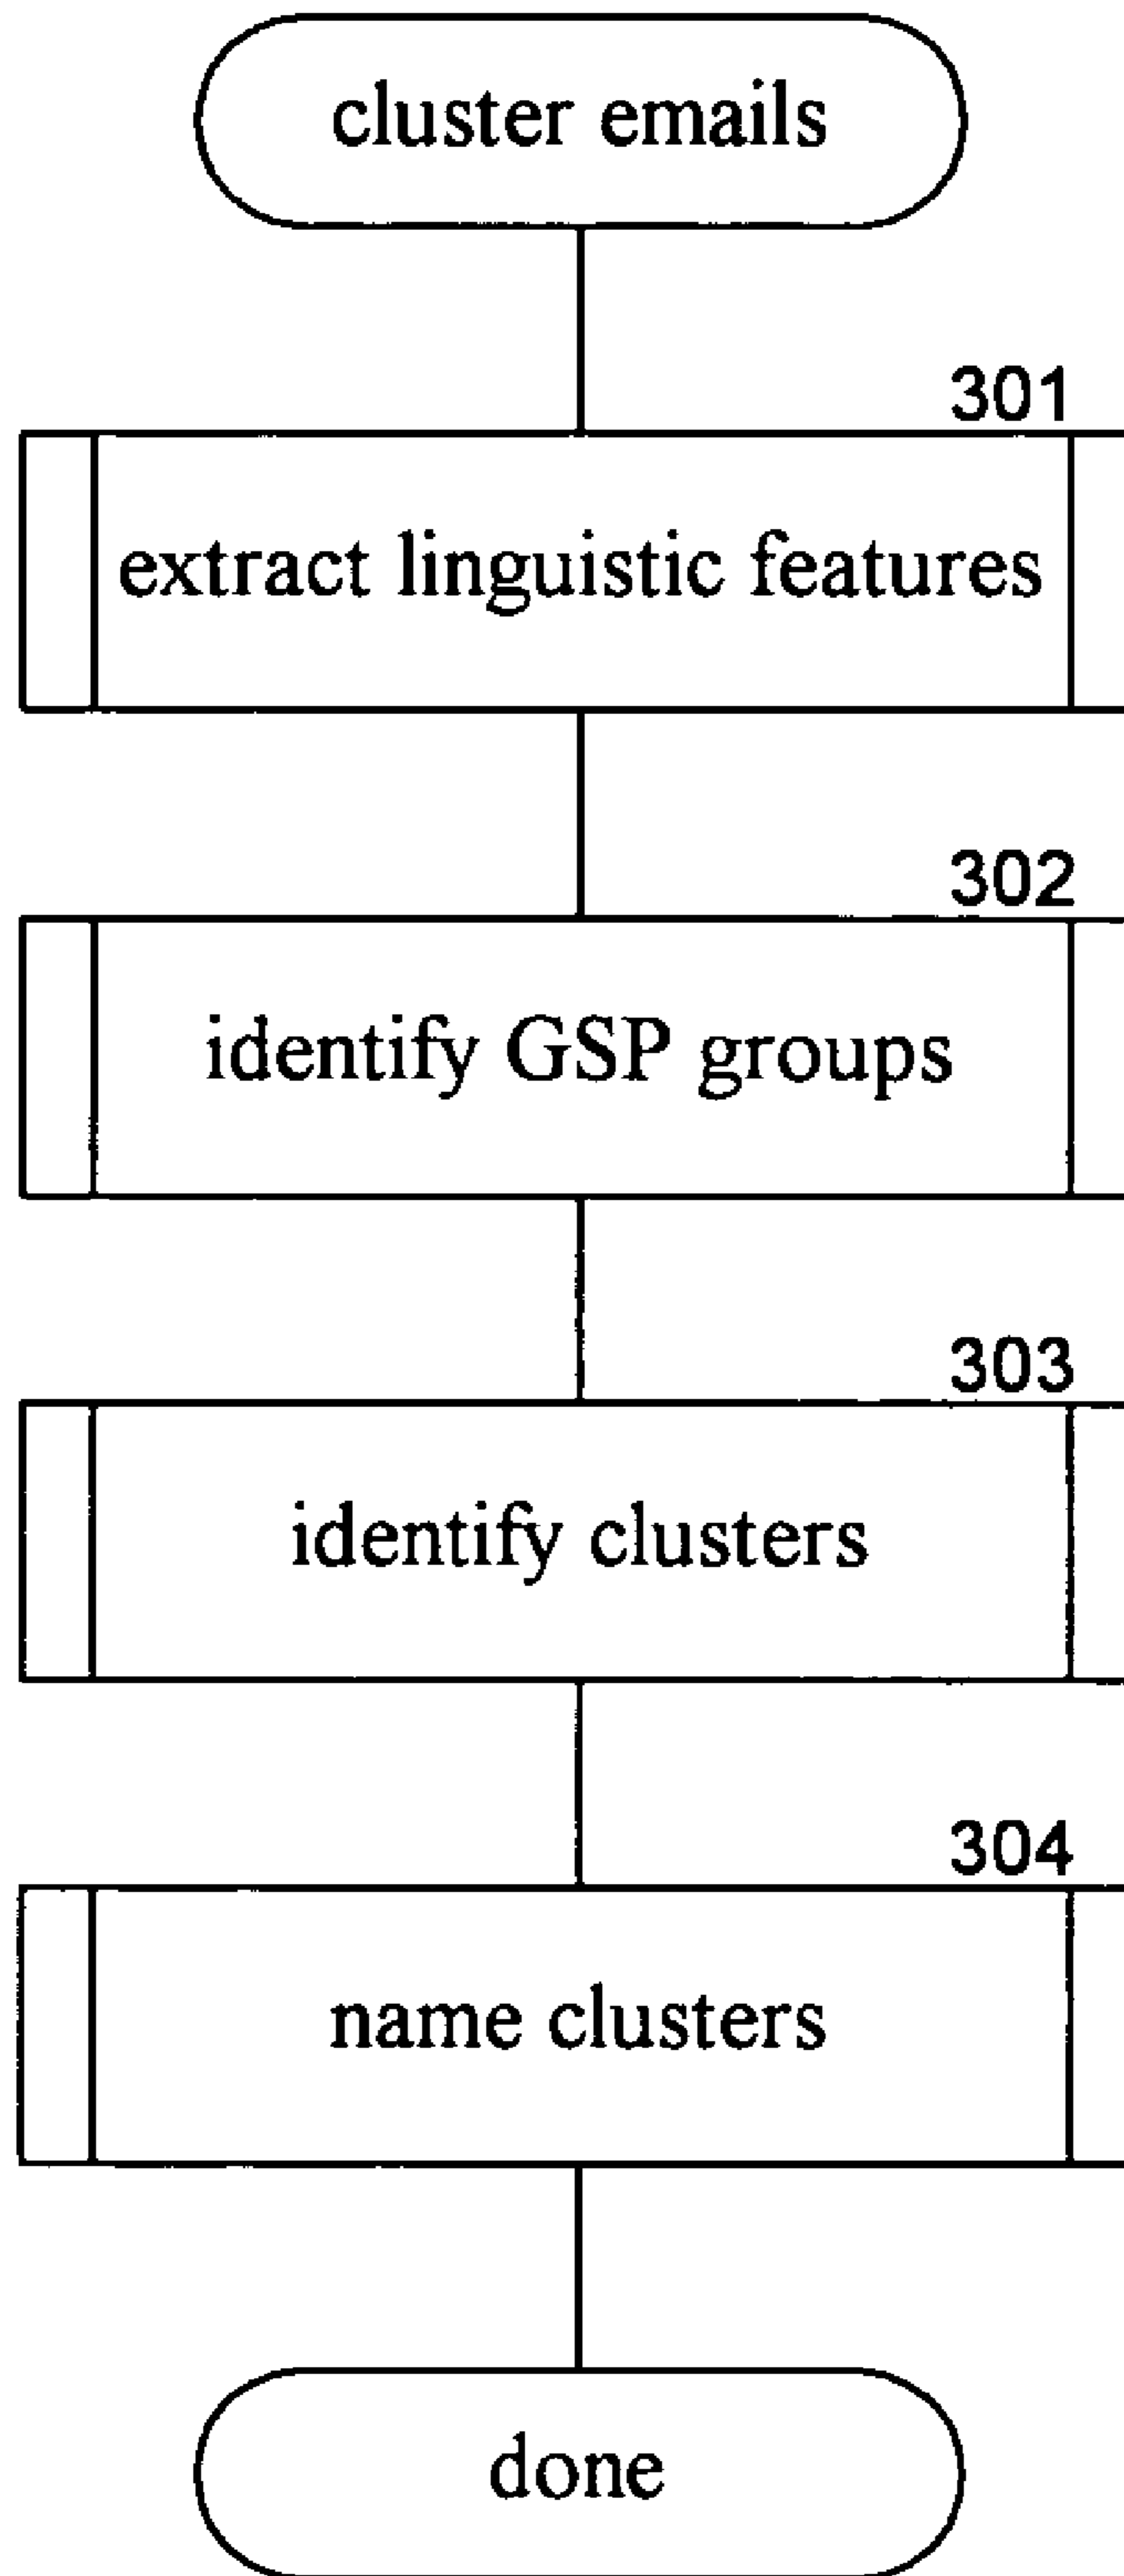 cluster emails
301
extract linguistic features
302
identify GSP groups
303
identify clusters
304
name clusters
done